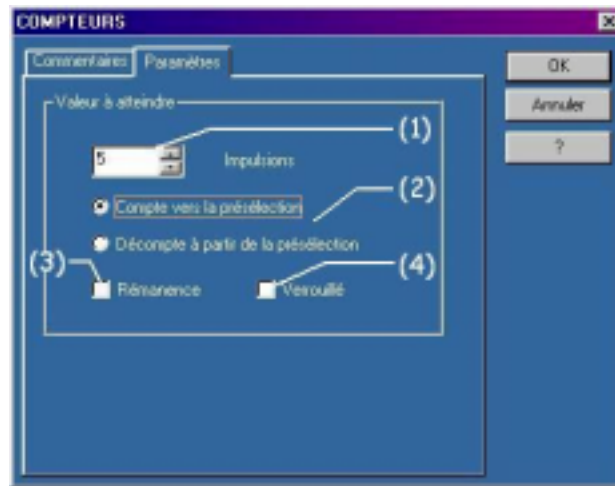 COMPTEURS
Commentaires Paramètres
OK
Annuler
?
Valeur à atteindre
(1)
5 Impulsions
(2)
Compte vers la présélection
Décompte à partir de la présélection
(3) (4)
Rémanence Verrouillé